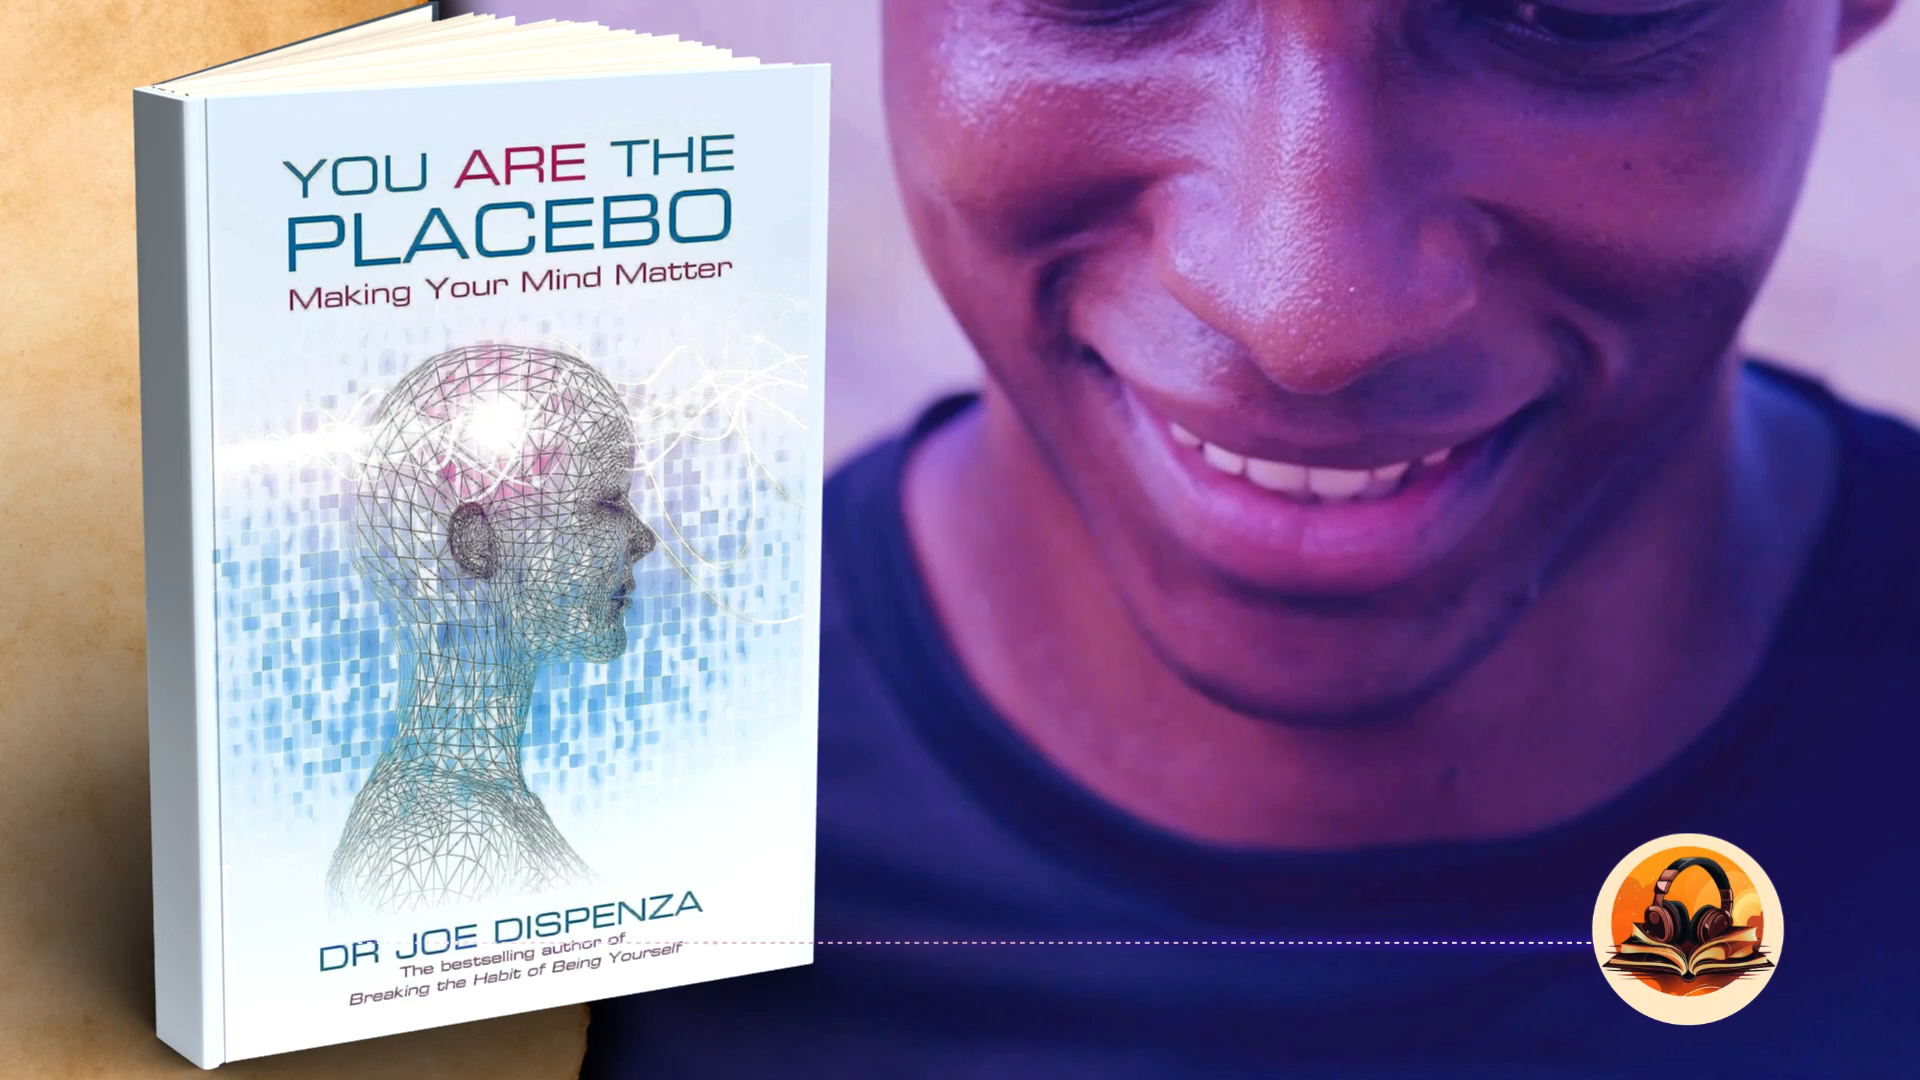 YOU ARE THE
PLACEBO
Making Your Mind Matter
DR JOE DISPENZA
The bestselling author of
Breaking the Habit of Being Yourself